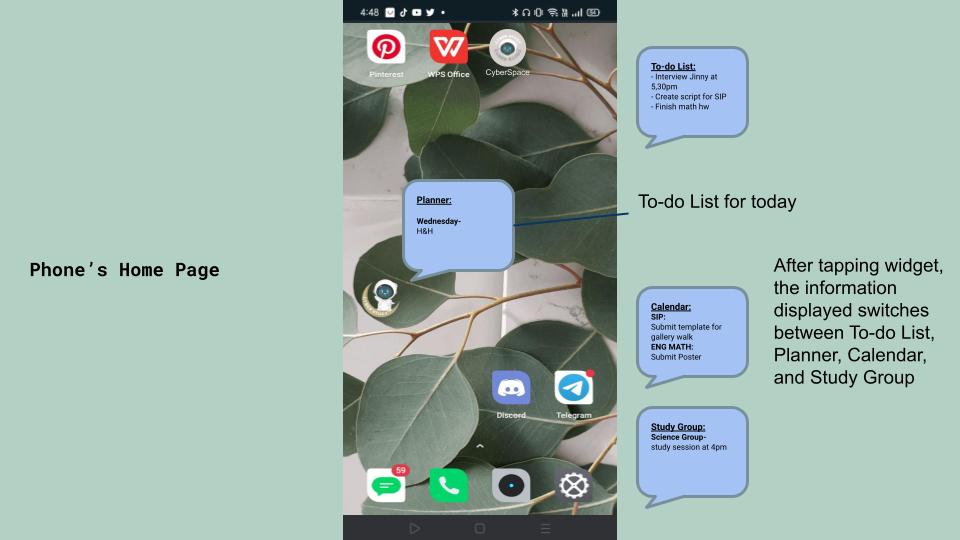 Phone's Home Page
4:48
54
Pinterest
WPS Office
CyberSpace
Planner:
Wednesday-
H&H
Discord
Telegram
59
To-do List:
- Interview Jinny at
5,30pm
- Create script for SIP
- Finish math hw
To-do List for today
Calendar:
SIP:
Submit template for
gallery walk
ENG MATH:
Submit Poster
After tapping widget,
the information
displayed switches
between To-do List,
Planner, Calendar,
and Study Group
Study Group:
Science Group-
study session at 4pm